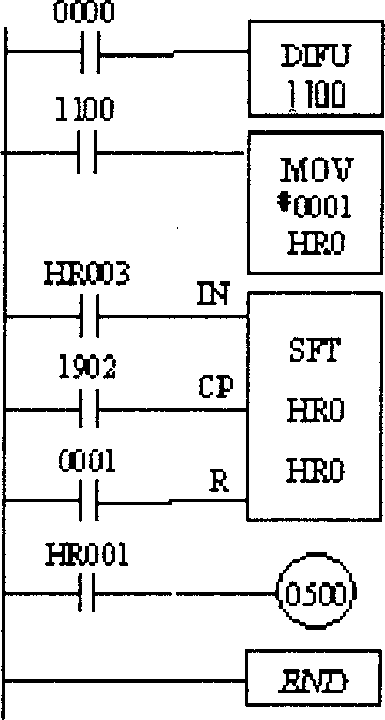 0000
DIFU
1100
1100
MOV
#0001
HR0
HR003
IN
SFT
1902
CP
HR0
0001
R
HR0
HR001
0500
END